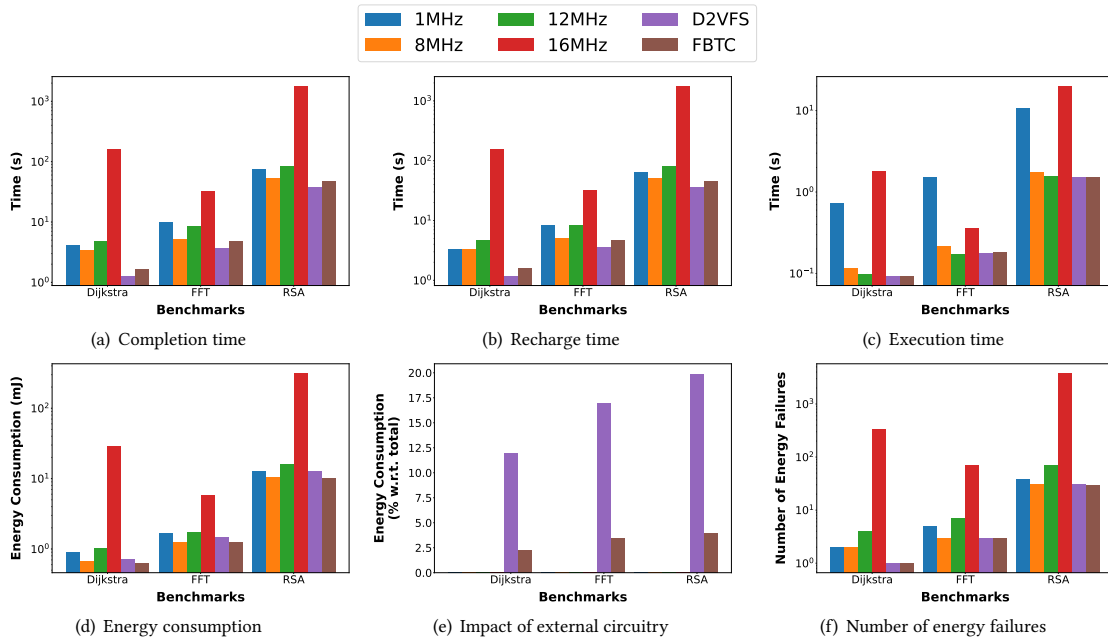 1MHz 12MHz D2VFS
8MHz 16MHz FBTC
Time (s)
10³
10²
10¹
10⁰
Dijkstra FFT RSA
Benchmarks
(a) Completion time
Time (s)
10³
10²
10¹
10⁰
Dijkstra FFT RSA
Benchmarks
(b) Recharge time
Time (s)
10¹
10⁰
10⁻¹
Dijkstra FFT RSA
Benchmarks
(c) Execution time
Energy Consumption (mJ)
10²
10¹
10⁰
Dijkstra FFT RSA
Benchmarks
(d) Energy consumption
Energy Consumption
(% w.r.t. total)
20.0
17.5
15.0
12.5
10.0
7.5
5.0
2.5
0.0
Dijkstra FFT RSA
Benchmarks
(e) Impact of external circuitry
Number of Energy Failures
10³
10²
10¹
10⁰
Dijkstra FFT RSA
Benchmarks
(f) Number of energy failures